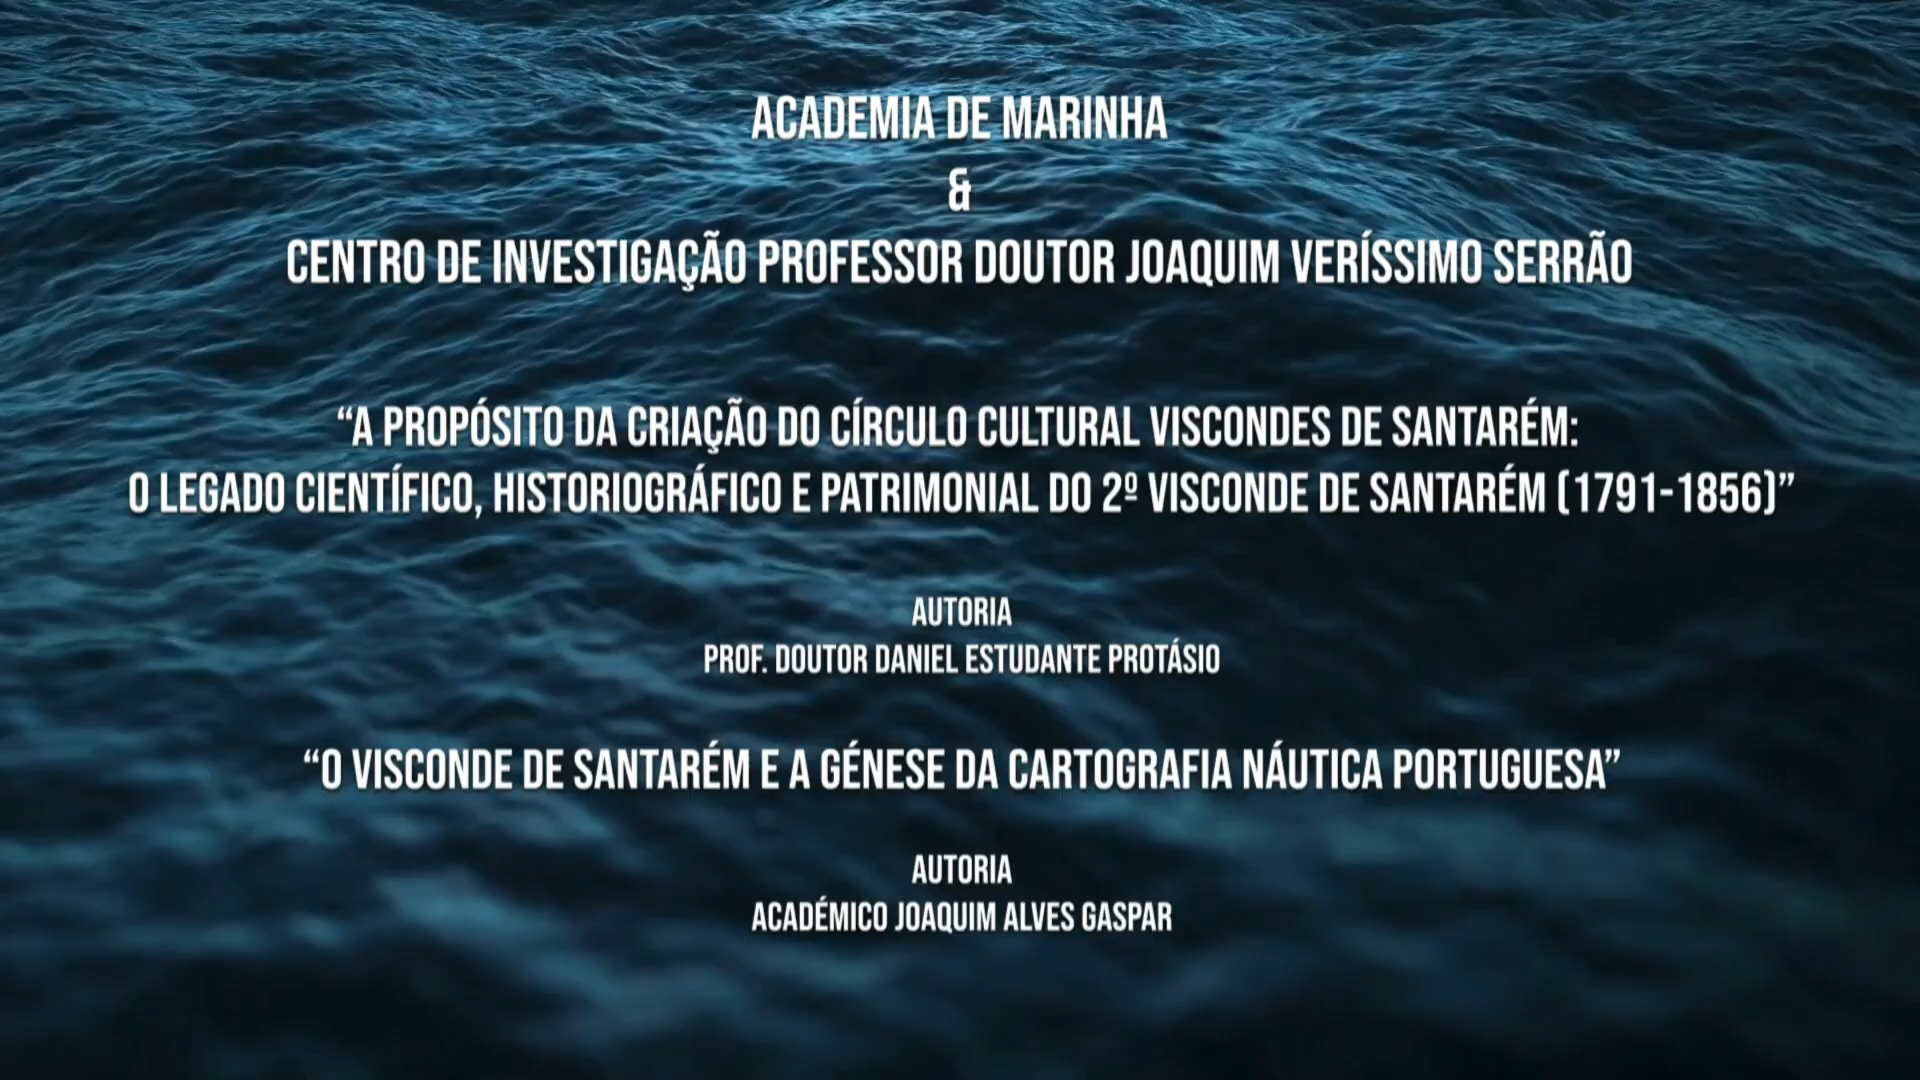 ACADEMIA DE MARINHA
&
CENTRO DE INVESTIGAÇÃO PROFESSOR DOUTOR JOAQUIM VERÍSSIMO SERRÃO
“A PROPÓSITO DA CRIAÇÃO DO CÍRCULO CULTURAL VISCONDES DE SANTARÉM:
O LEGADO CIENTÍFICO, HISTORIOGRÁFICO E PATRIMONIAL DO 2º VISCONDE DE SANTARÉM (1791-1856)”
AUTORIA
PROF. DOUTOR DANIEL ESTUDANTE PROTÁSIO
“O VISCONDE DE SANTARÉM E A GÉNESE DA CARTOGRAFIA NÁUTICA PORTUGUESA”
AUTORIA
ACADÉMICO JOAQUIM ALVES GASPAR